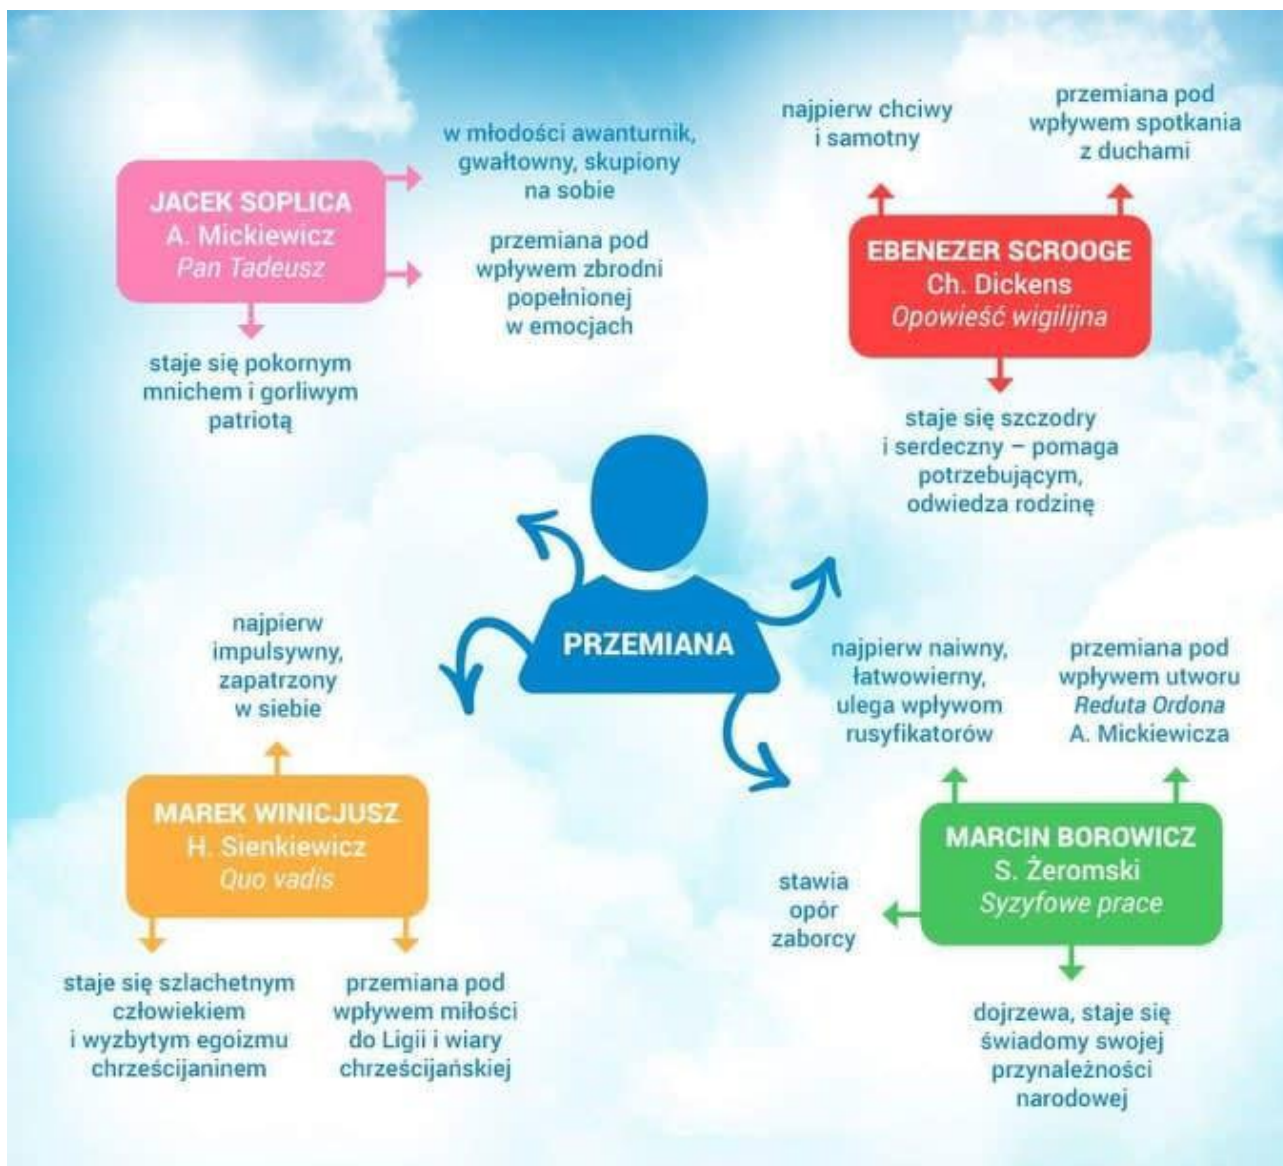 JACEK SOPLICA
A. Mickiewicz
Pan Tadeusz
w młodości awanturnik,
gwałtowny, skupiony
na sobie
przemiana pod
wpływem zbrodni
popełnionej
w emocjach
staje się pokornym
mnichem i gorliwym
patriotą
najpierw chciwy
i samotny
przemiana pod
wpływem spotkania
z duchami
EBENEZER SCROOGE
Ch. Dickens
Opowieść wigilijna
staje się szczodry
i serdeczny – pomaga
potrzebującym,
odwiedza rodzinę
PRZEMIANA
najpierw
impulsywny,
zapatrzony
w siebie
MAREK WINICJUSZ
H. Sienkiewicz
Quo vadis
staje się szlachetnym
człowiekiem
i wyzbytym egoizmu
chrześcijaninem
przemiana pod
wpływem miłości
do Ligii i wiary
chrześcijańskiej
najpierw naiwny,
łatwowierny,
ulega wpływom
rusyfikatorów
przemiana pod
wpływem utworu
Reduta Ordona
A. Mickiewicza
MARCIN BOROWICZ
S. Żeromski
Syzyfowe prace
stawia
opór
zaborcy
dojrzewa, staje się
świadomy swojej
przynależności
narodowej